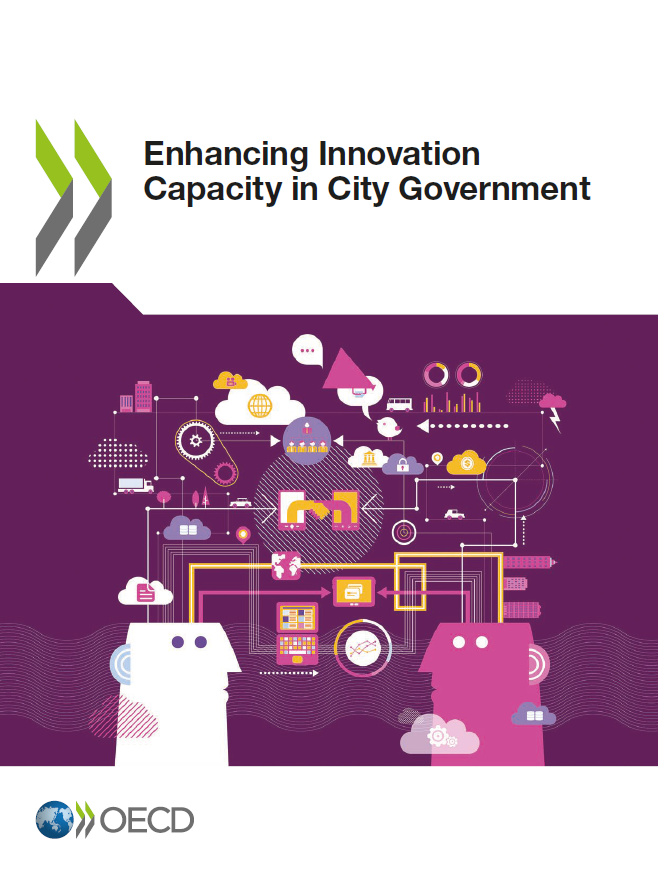 Enhancing Innovation
Capacity in City Government
OECD